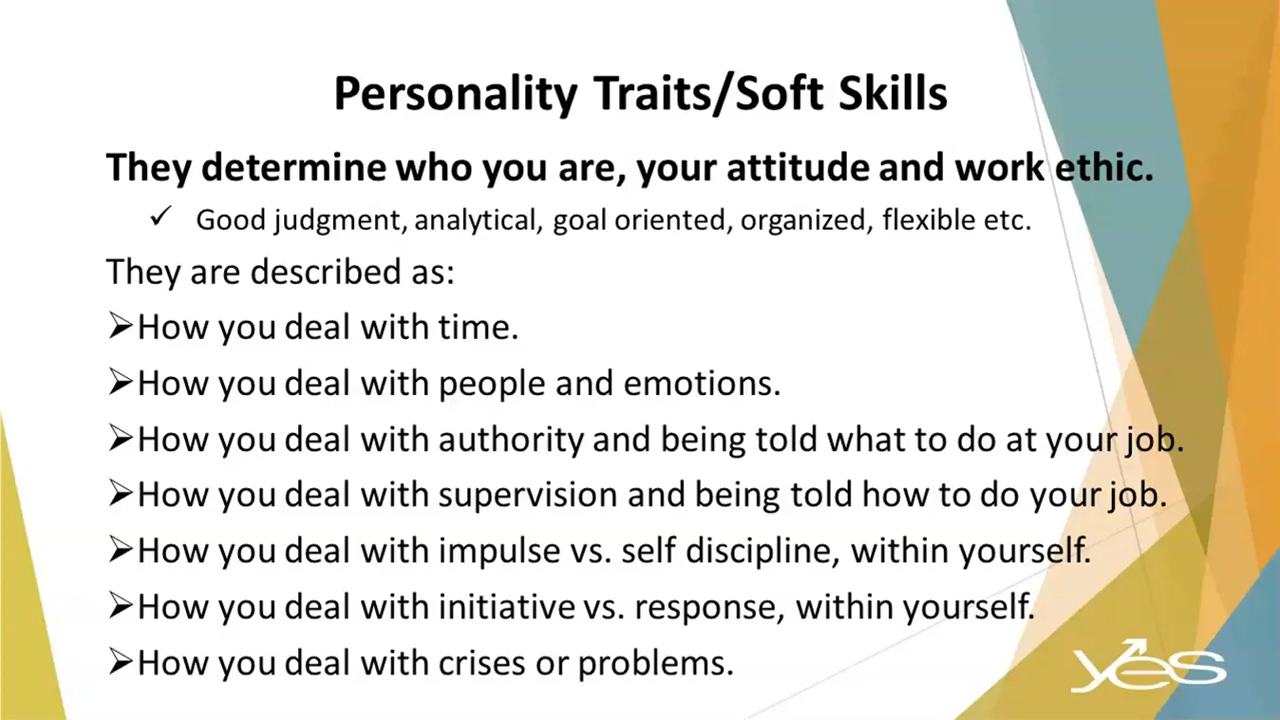 Personality Traits/Soft Skills
They determine who you are, your attitude and work ethic.
✓ Good judgment, analytical, goal oriented, organized, flexible etc.
They are described as:
➢How you deal with time.
➢How you deal with people and emotions.
➢How you deal with authority and being told what to do at your job.
➢How you deal with supervision and being told how to do your job.
➢How you deal with impulse vs. self discipline, within yourself.
➢How you deal with initiative vs. response, within yourself.
➢How you deal with crises or problems.
yes